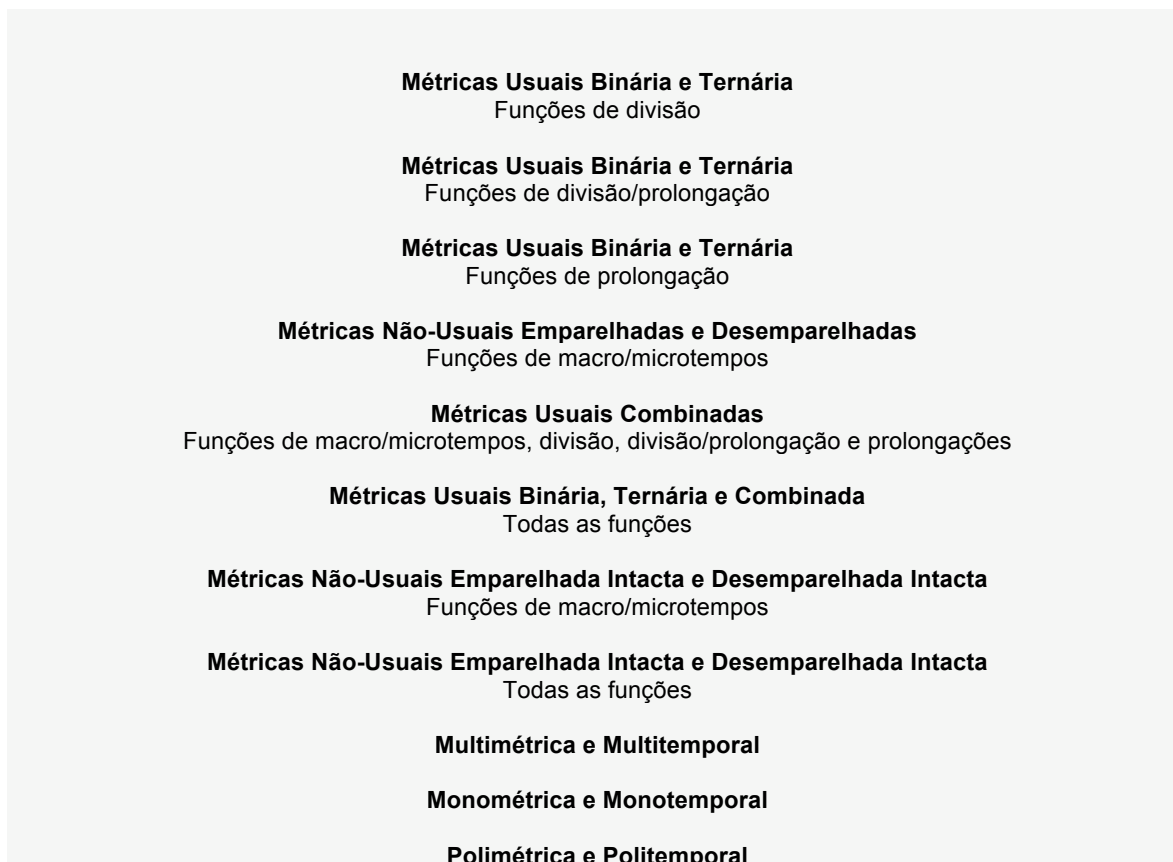 Métricas Usuais Binária e Ternária
Funções de divisão
Métricas Usuais Binária e Ternária
Funções de divisão/prolongação
Métricas Usuais Binária e Ternária
Funções de prolongação
Métricas Não-Usuais Emparelhadas e Desemparelhadas
Funções de macro/microtempos
Métricas Usuais Combinadas
Funções de macro/microtempos, divisão, divisão/prolongação e prolongações
Métricas Usuais Binária, Ternária e Combinada
Todas as funções
Métricas Não-Usuais Emparelhada Intacta e Desemparelhada Intacta
Funções de macro/microtempos
Métricas Não-Usuais Emparelhada Intacta e Desemparelhada Intacta
Todas as funções
Multimétrica e Multitemporal
Monométrica e Monotemporal
Polimétrica e Politemporal